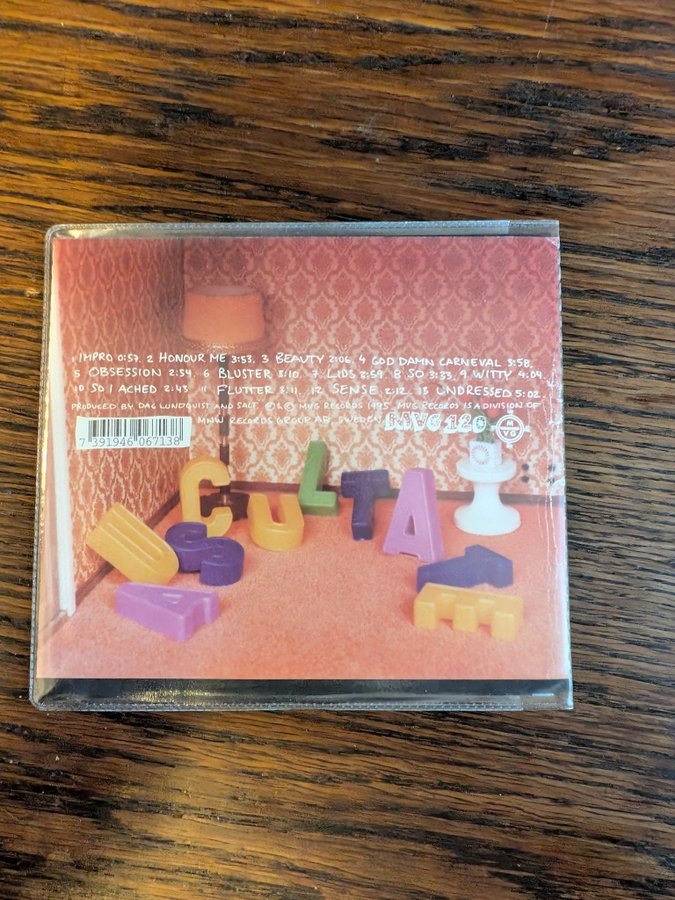 1 IMPRO 0:57. 2 HONOUR ME 3:53. 3 BEAUTY 2:06. 4 GOD DAMN CARNEVAL 3:58.
5 OBSESSION 2:54. 6 BLUSTER 3:10. 7 LIDS 2:59. 8 SO 3:33. 9 WITTY 4:04.
10 SO I ACHED 2:43 11 FLUTTER 3:11. 12 SENSE 2:12. 13 UNDRESSED 5:02.
PRODUCED BY DAG LUNDQUIST AND SALT. ℗ © MVG RECORDS 1995. MVG RECORDS IS A DIVISION OF
MNW RECORDS GROUP AB, SWEDEN MVG 120
MVG
7 391946 067138
C U L T A
U S A
A E